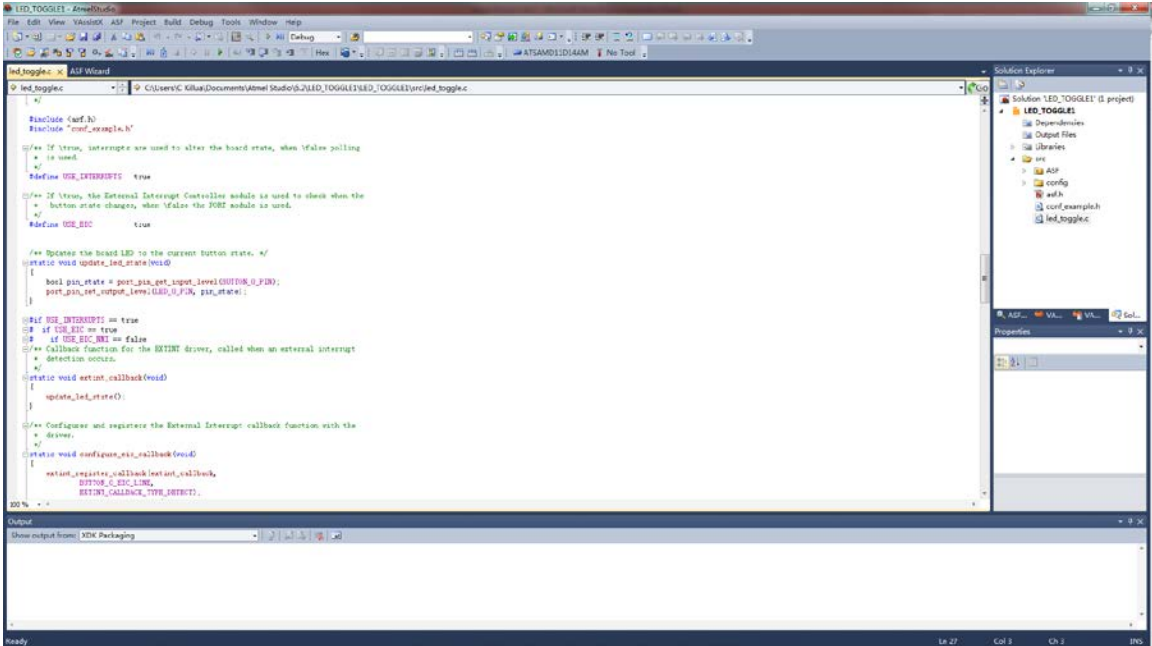 LED_TOGGLE1 - AtmelStudio
File Edit View VAssistX ASF Project Build Debug Tools Window Help
Debug
Hex ATSAMD11D14AM No Tool
led_toggle.c x ASF Wizard
led_toggle.c C:\Users\C Killua\Documents\Atmel Studio\6.2\LED_TOGGLE1\LED_TOGGLE1\src\led_toggle.c Go
*/
#include <asf.h>
#include "conf_example.h"
/** If \true, interrupts are used to alter the board state, when \false polling
* is used.
*/
#define USE_INTERRUPTS true
/** If \true, the External Interrupt Controller module is used to check when the
* button state changes, when \false the PORT module is used.
*/
#define USE_EIC true
/** Updates the board LED to the current button state. */
static void update_led_state(void)
{
bool pin_state = port_pin_get_input_level(BUTTON_0_PIN);
port_pin_set_output_level(LED_0_PIN, pin_state);
}
#if USE_INTERRUPTS == true
# if USE_EIC == true
# if USE_EIC_NMI == false
/** Callback function for the EXTINT driver, called when an external interrupt
* detection occurs.
*/
static void extint_callback(void)
{
update_led_state();
}
/** Configures and registers the External Interrupt callback function with the
* driver.
*/
static void configure_eic_callback(void)
{
extint_register_callback(extint_callback,
BUTTON_0_EIC_LINE,
EXTINT_CALLBACK_TYPE_DETECT);
100 %
Solution Explorer
Solution 'LED_TOGGLE1' (1 project)
LED_TOGGLE1
Dependencies
Output Files
Libraries
src
ASF
config
asf.h
conf_example.h
led_toggle.c
ASF... VA... VA... Sol...
Properties
Output
Show output from: XDK Packaging
Ready Ln 27 Col 3 Ch 3 INS